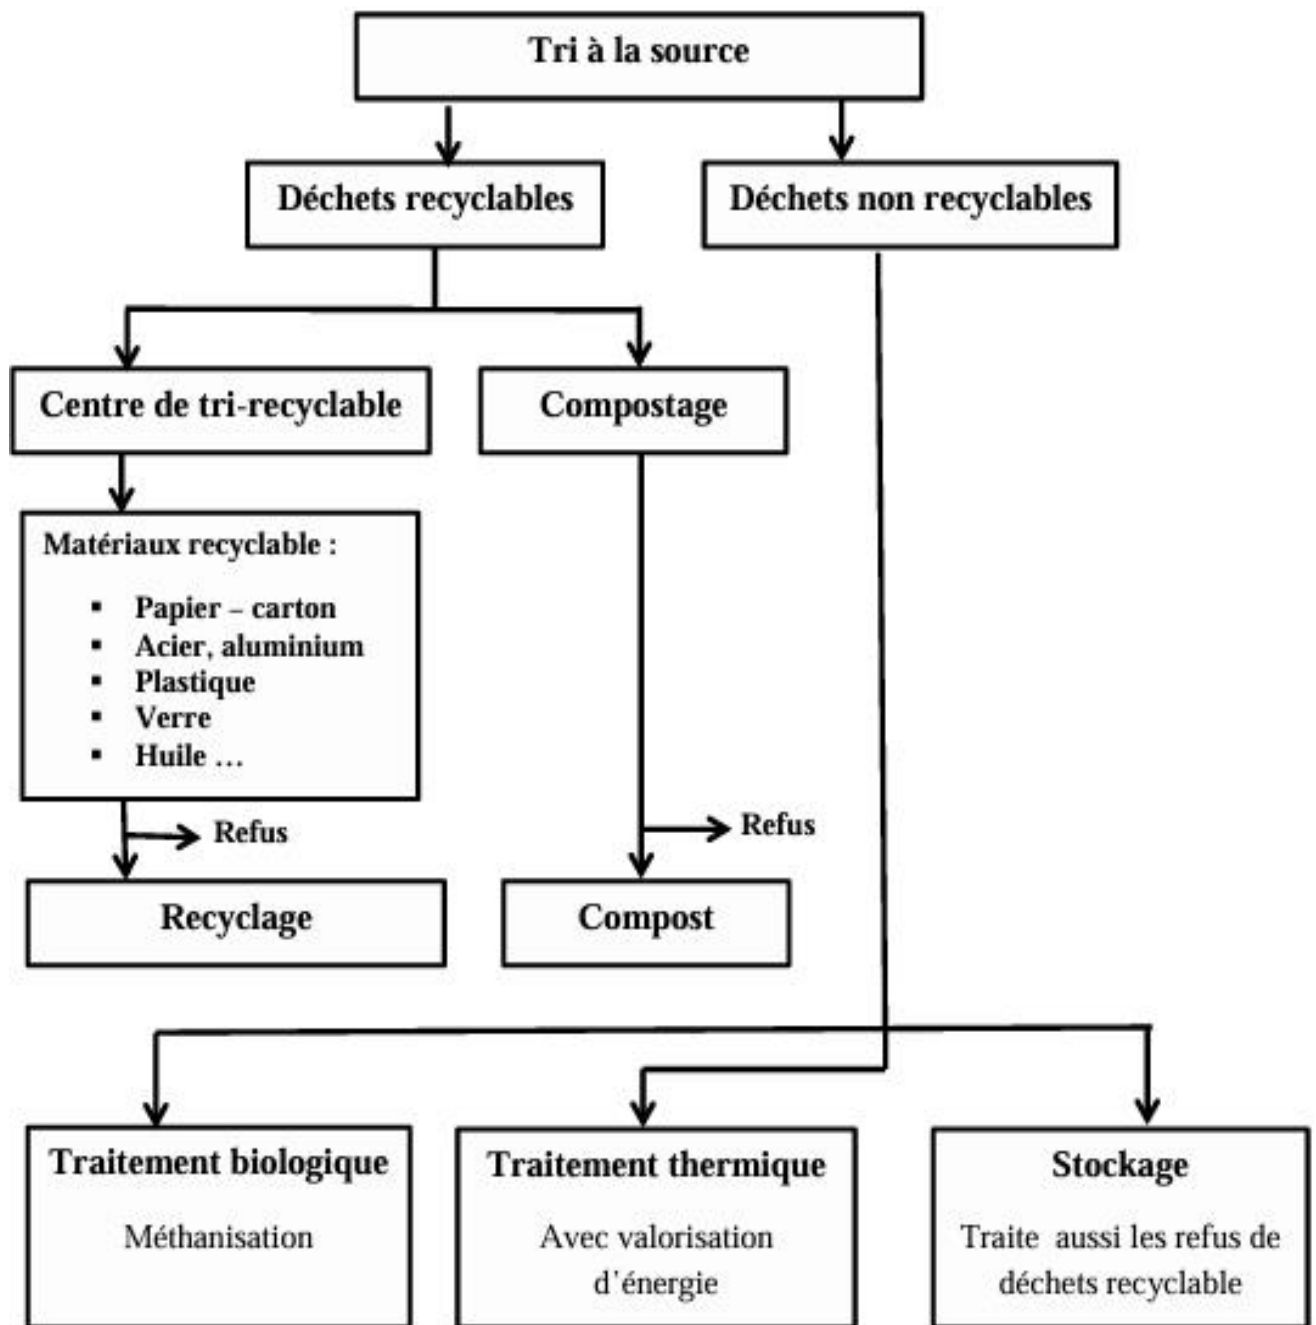 Tri à la source
Déchets recyclables
Déchets non recyclables
Centre de tri-recyclable
Compostage
Matériaux recyclable :
▪ Papier – carton
▪ Acier, aluminium
▪ Plastique
▪ Verre
▪ Huile …
Refus
Refus
Recyclage
Compost
Traitement biologique
Méthanisation
Traitement thermique
Avec valorisation
d'énergie
Stockage
Traite aussi les refus de
déchets recyclable